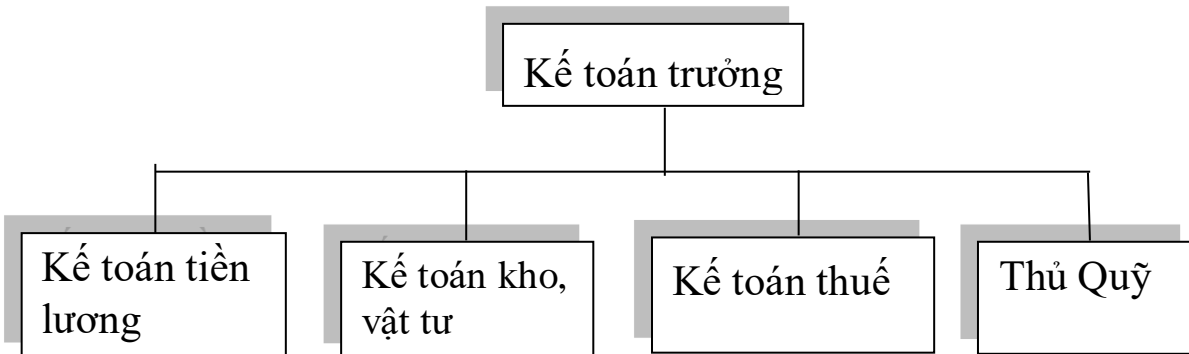 Kế toán trưởng
Kế toán tiền
lương
Kế toán kho,
vật tư
Kế toán thuế
Thủ Quỹ